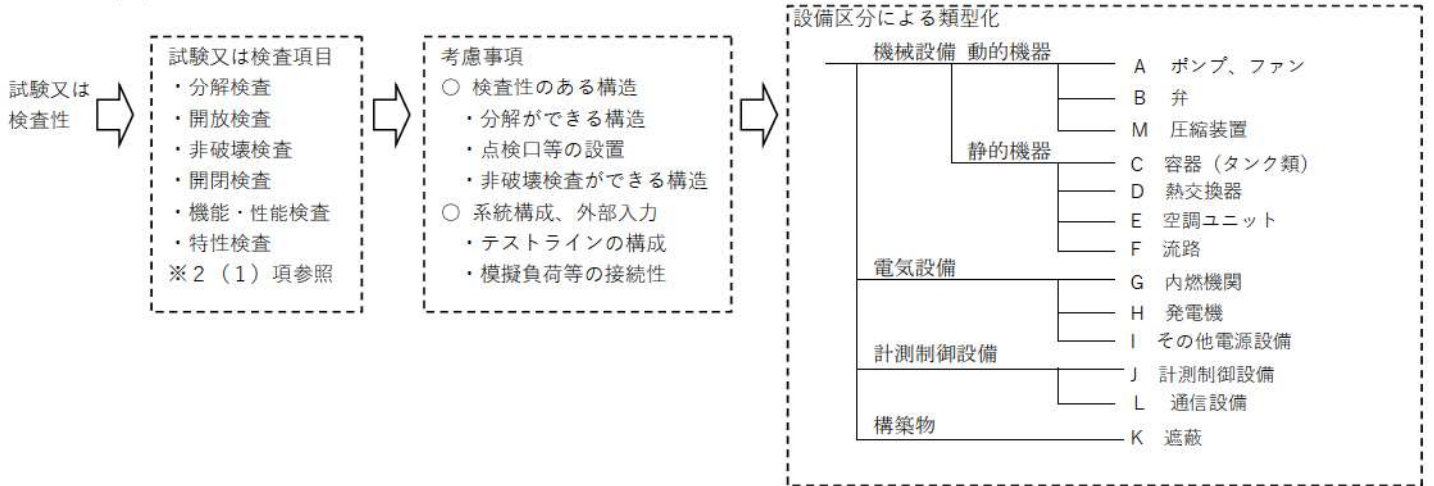 試験又は
検査性
試験又は検査項目
・分解検査
・開放検査
・非破壊検査
・開閉検査
・機能・性能検査
・特性検査
※2(1)項参照
考慮事項
○ 検査性のある構造
・分解ができる構造
・点検口等の設置
・非破壊検査ができる構造
○ 系統構成、外部入力
・テストラインの構成
・模擬負荷等の接続性
設備区分による類型化
機械設備 動的機器
A ポンプ、ファン
B 弁
M 圧縮装置
静的機器
C 容器(タンク類)
D 熱交換器
E 空調ユニット
F 流路
電気設備
G 内燃機関
H 発電機
I その他電源設備
計測制御設備
J 計測制御設備
L 通信設備
構築物
K 遮蔽